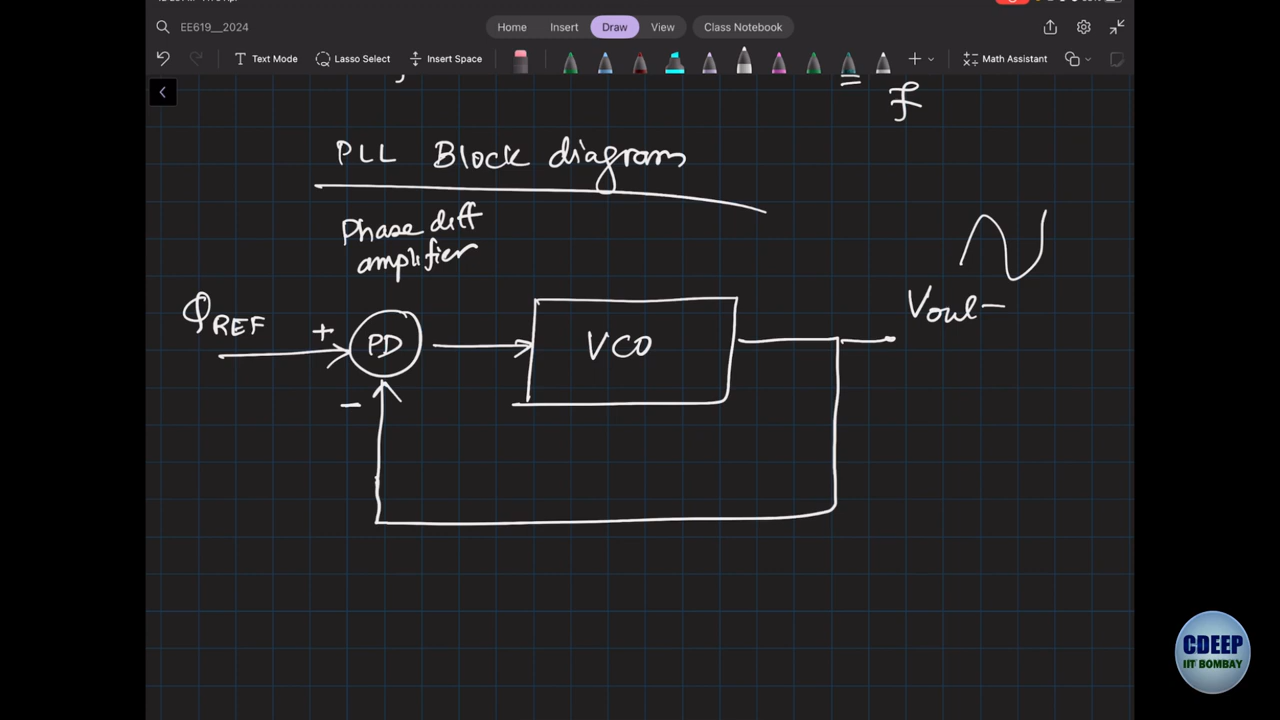 EE619__2024
Home Insert Draw View Class Notebook
Text Mode Lasso Select Insert Space Math Assistant
f
PLL Block diagram
Phase diff
amplifier
ΦREF
+
PD
VCO
Vout
-
CDEEP
IIT BOMBAY